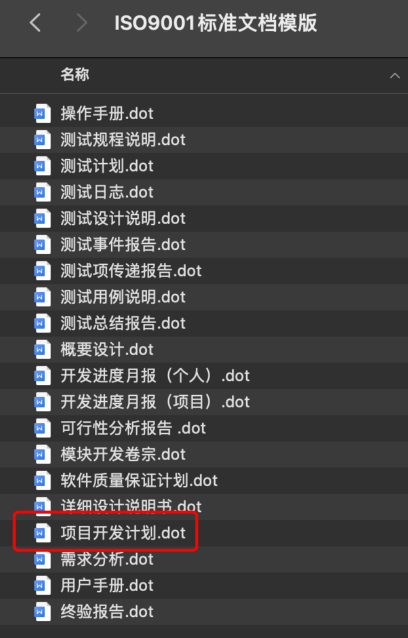 ISO9001标准文档模版
名称
操作手册.dot
测试规程说明.dot
测试计划.dot
测试日志.dot
测试设计说明.dot
测试事件报告.dot
测试项传递报告.dot
测试用例说明.dot
测试总结报告.dot
概要设计.dot
开发进度月报（个人）.dot
开发进度月报（项目）.dot
可行性分析报告 .dot
模块开发卷宗.dot
软件质量保证计划.dot
详细设计说明书.dot
项目开发计划.dot
需求分析.dot
用户手册.dot
终验报告.dot